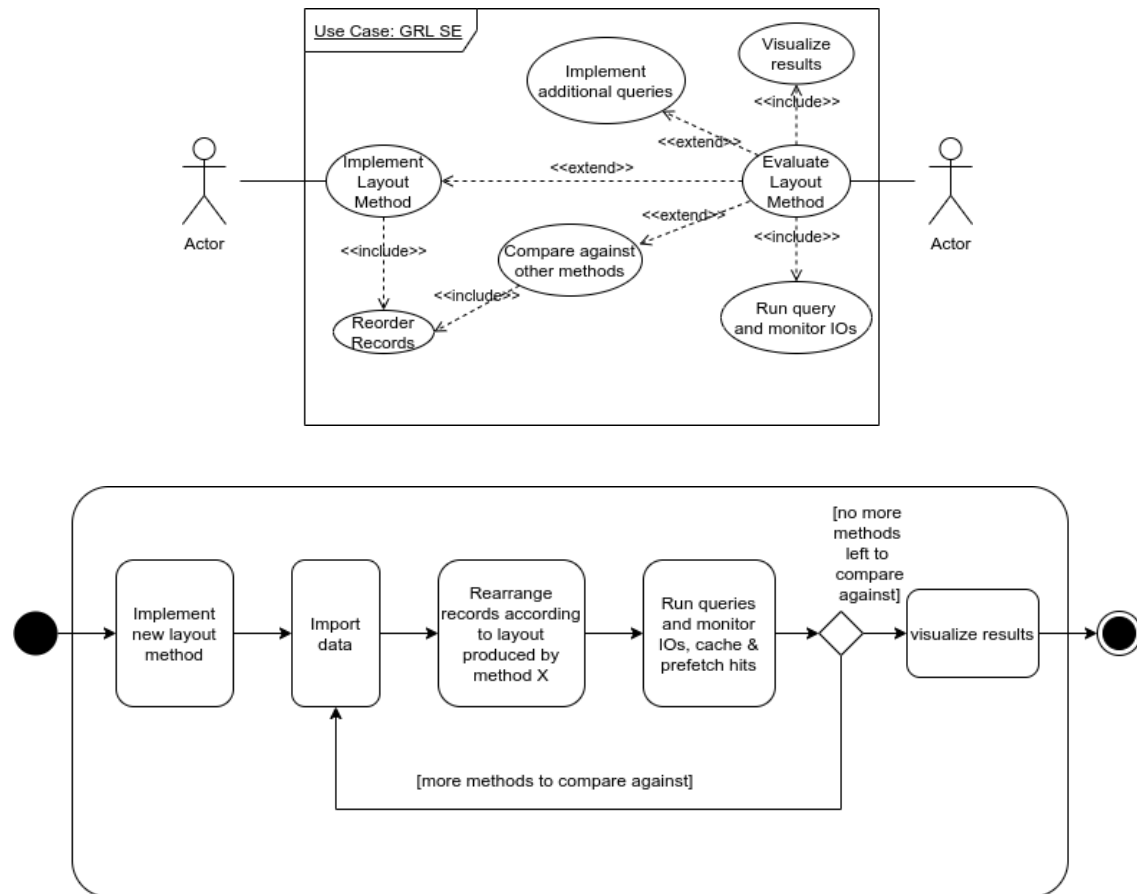 Use Case: GRL SE
Visualize
results
Implement
additional queries
<<include>>
<<extend>>
Implement
Layout
Method
<<extend>>
Evaluate
Layout
Method
Actor
Actor
<<extend>>
<<include>>
<<include>>
Compare against
other methods
<<include>>
Reorder
Records
Run query
and monitor IOs
[no more
methods
left to
compare
against]
Implement
new layout
method
Import
data
Rearrange
records according
to layout
produced by
method X
Run queries
and monitor
IOs, cache &
prefetch hits
visualize results
[more methods to compare against]